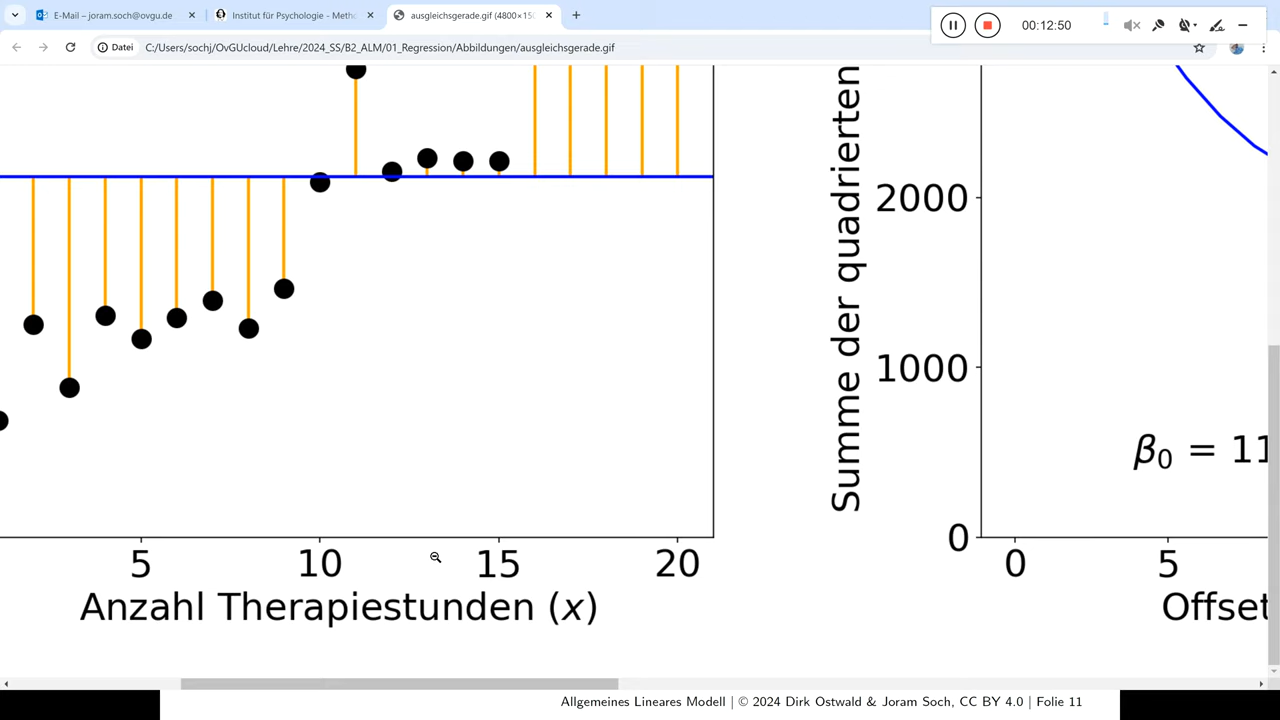 E-Mail – joram.soch@ovgu.de
Institut für Psychologie - Meth
ausgleichsgerade.gif (4800×15
00:12:50
Datei
C:/Users/sochj/OvGUcloud/Lehre/2024_SS/B2_ALM/01_Regression/Abbildungen/ausgleichsgerade.gif
5
10
15
20
Anzahl Therapiestunden (x)
Summe der quadrierten
2000
1000
0
β0 = 11
0
5
Offset
Allgemeines Lineares Modell | © 2024 Dirk Ostwald & Joram Soch, CC BY 4.0 | Folie 11